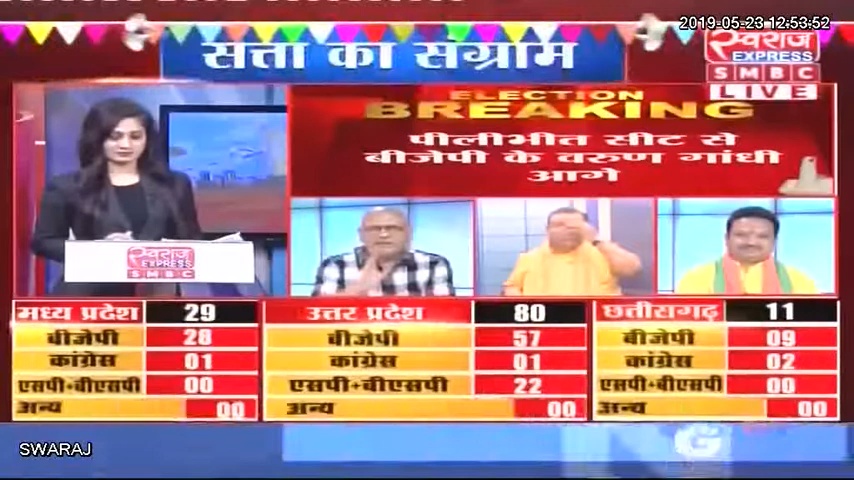 2019-05-23 12:53:52
सत्ता का संग्राम
स्वराज
EXPRESS
SMBC
LIVE
ELECTION
BREAKING
पीलीभीत सीट से
बीजेपी के वरुण गांधी
आगे
स्वराज
EXPRESS
SMBC
मध्य प्रदेश 29
बीजेपी 28
कांग्रेस 01
एसपी+बीएसपी 00
अन्य 00
उत्तर प्रदेश 80
बीजेपी 57
कांग्रेस 01
एसपी+बीएसपी 22
अन्य 00
छत्तीसगढ़ 11
बीजेपी 09
कांग्रेस 02
एसपी+बीएसपी 00
अन्य 00
SWARAJ